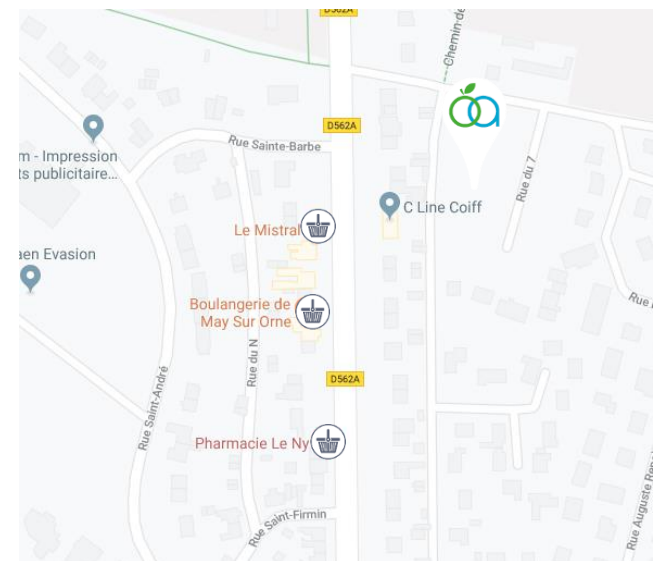 D562A
Chemin de
D562A
Rue Sainte-Barbe
m - Impression
ts publicitaire...
Rue du 7
C Line Coiff
Le Mistral
aen Evasion
Boulangerie de
May Sur Orne
Rue du N
D562A
Rue Saint-André
Pharmacie Le Ny
Rue Saint-Firmin
Rue Auguste